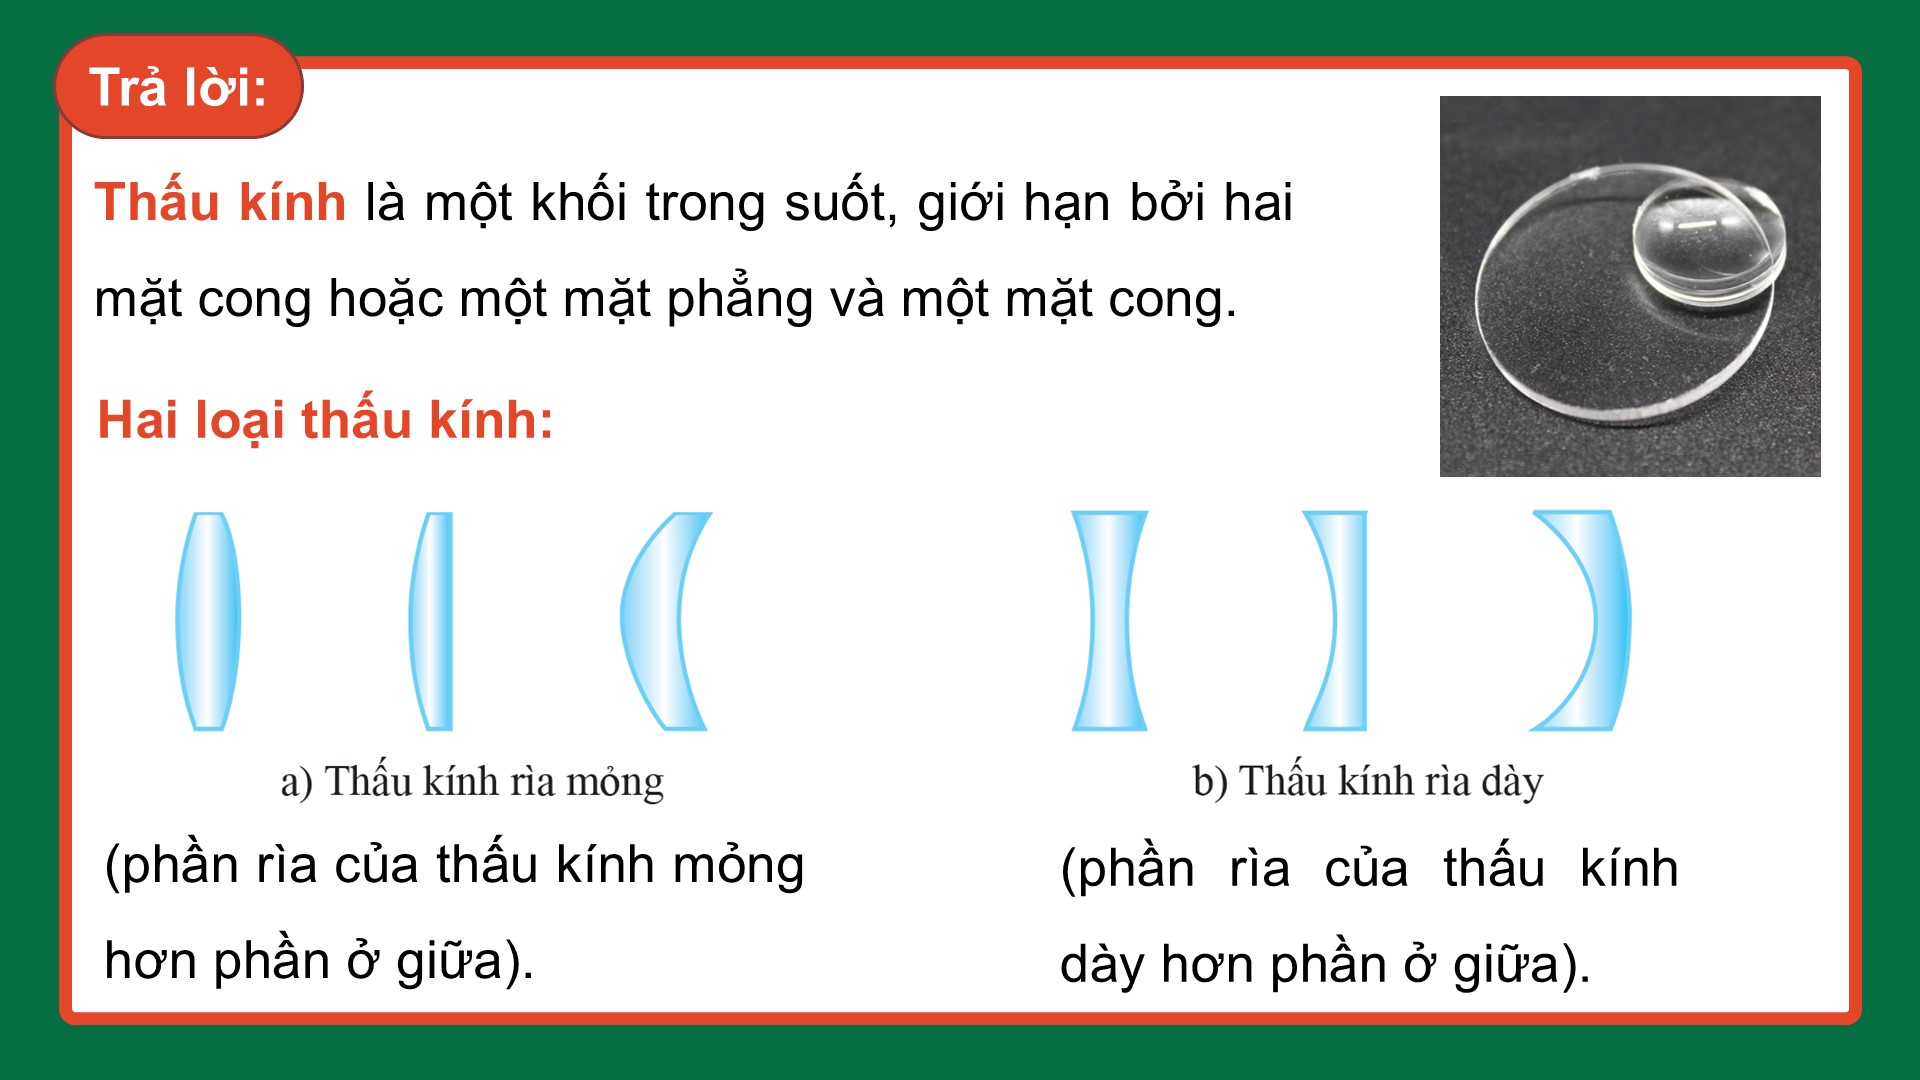 Trả lời:
Thấu kính là một khối trong suốt, giới hạn bởi hai
mặt cong hoặc một mặt phẳng và một mặt cong.
Hai loại thấu kính:
a) Thấu kính rìa mỏng
(phần rìa của thấu kính mỏng
hơn phần ở giữa).
b) Thấu kính rìa dày
(phần rìa của thấu kính
dày hơn phần ở giữa).